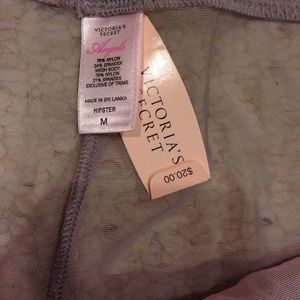 VICTORIA'S
SECRET
Angels
76% NYLON
24% SPANDEX
MESH BODY:
79% NYLON
21% SPANDEX
EXCLUSIVE OF TRIMS
MADE IN SRI LANKA
HIPSTER
M
VICTORIA'S
SECRET
$20.00